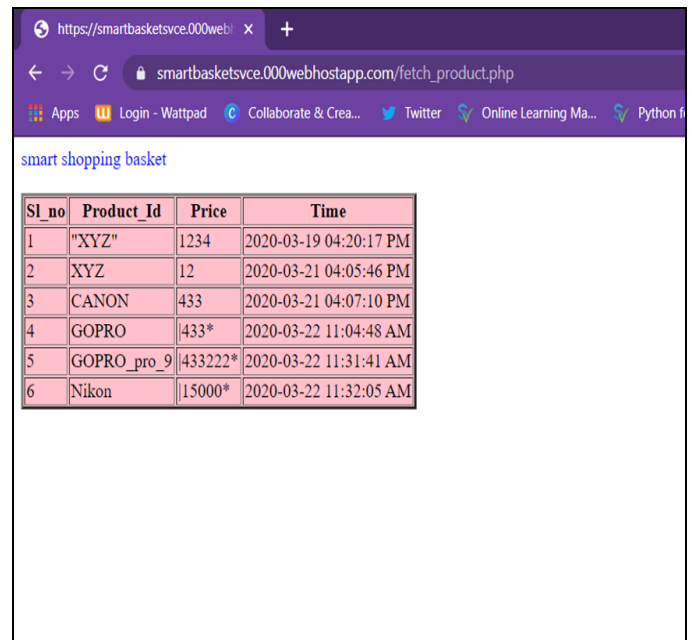 https://smartbasketsvce.000web
smartbasketsvce.000webhostapp.com/fetch_product.php
Apps Login - Wattpad Collaborate & Crea... Twitter Online Learning Ma... Python f
smart shopping basket
Sl_no Product_Id Price Time
1 "XYZ" 1234 2020-03-19 04:20:17 PM
2 XYZ 12 2020-03-21 04:05:46 PM
3 CANON 433 2020-03-21 04:07:10 PM
4 GOPRO |433* 2020-03-22 11:04:48 AM
5 GOPRO_pro_9 |433222* 2020-03-22 11:31:41 AM
6 Nikon |15000* 2020-03-22 11:32:05 AM